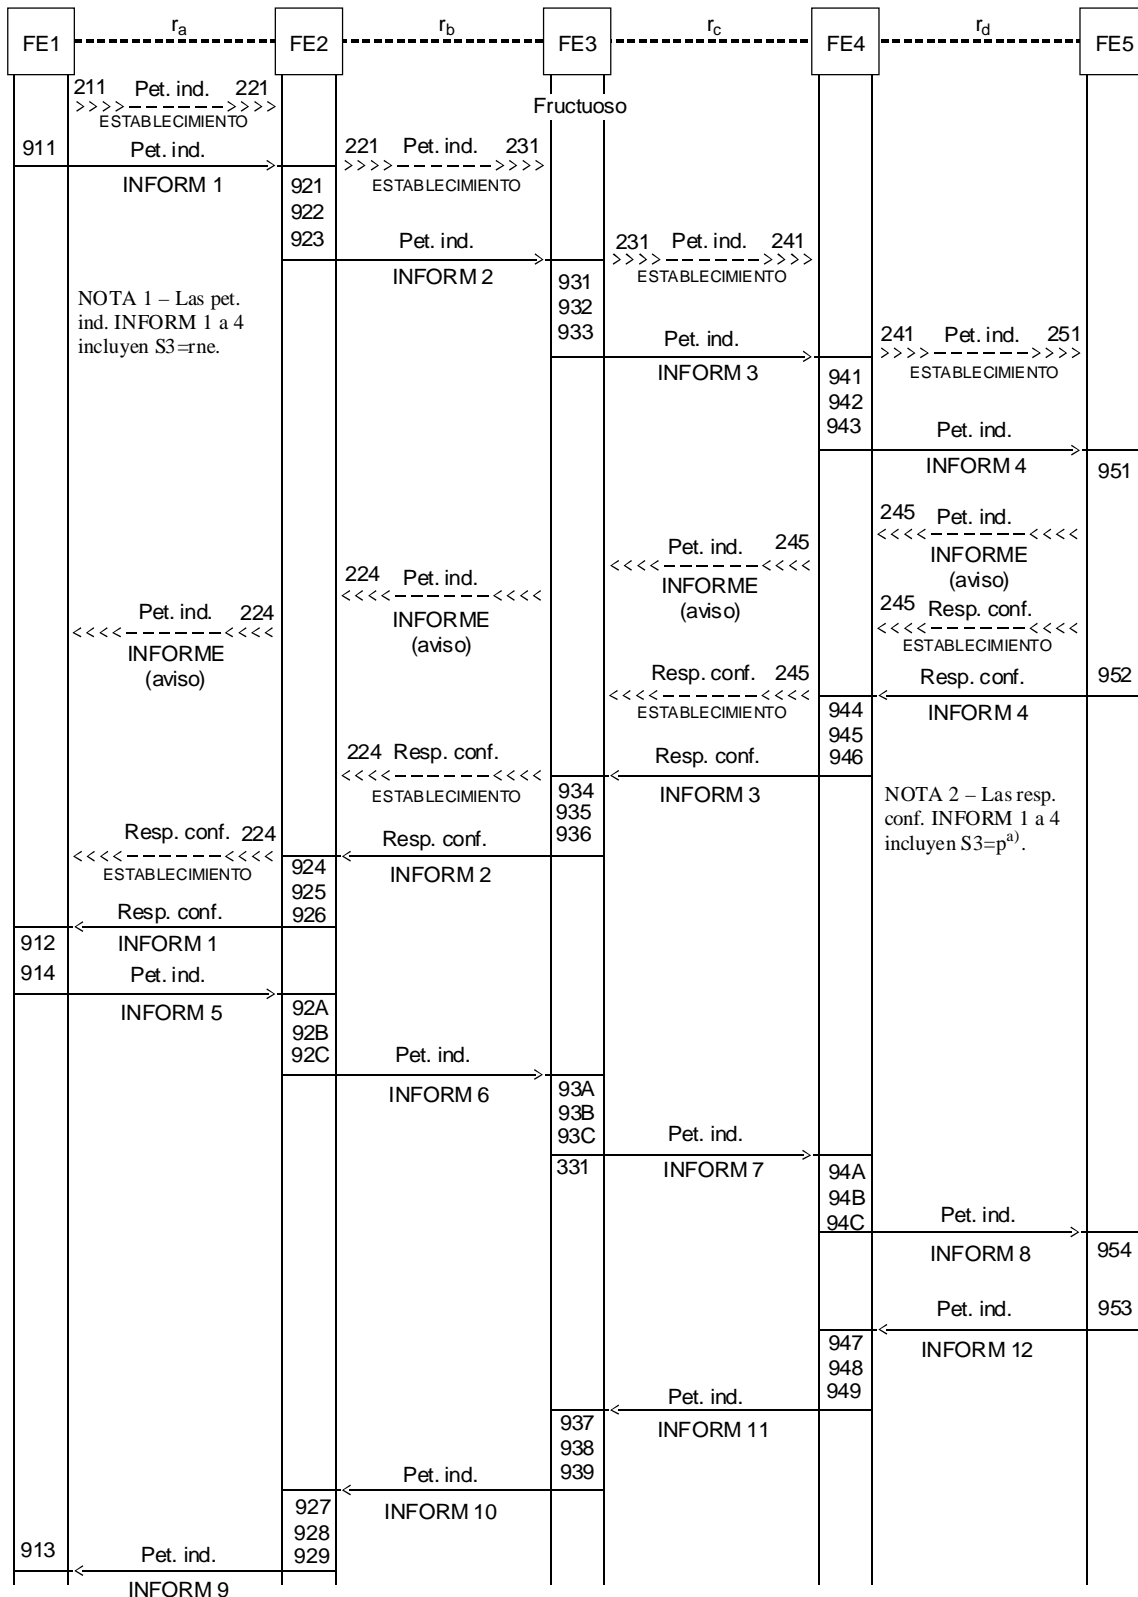 FE1 ra FE2 rb FE3 rc FE4 rd FE5
211 Pet. ind. 221
ESTABLECIMIENTO
Fructuoso
911 Pet. ind.
INFORM 1
221 Pet. ind. 231
ESTABLECIMIENTO
921
922
923
Pet. ind.
INFORM 2
231 Pet. ind. 241
ESTABLECIMIENTO
NOTA 1 – Las pet.
ind. INFORM 1 a 4
incluyen S3=rne.
931
932
933
Pet. ind.
INFORM 3
241 Pet. ind. 251
ESTABLECIMIENTO
941
942
943
Pet. ind.
INFORM 4
951
245 Pet. ind.
INFORME
(aviso)
Pet. ind. 245
INFORME
(aviso)
224 Pet. ind.
INFORME
(aviso)
Pet. ind. 224
INFORME
(aviso)
245 Resp. conf.
ESTABLECIMIENTO
Resp. conf. 952
INFORM 4
Resp. conf. 245
ESTABLECIMIENTO
944
945
946
Resp. conf.
INFORM 3
224 Resp. conf.
ESTABLECIMIENTO
NOTA 2 – Las resp.
conf. INFORM 1 a 4
incluyen S3=pa).
934
935
936
Resp. conf.
INFORM 2
Resp. conf. 224
ESTABLECIMIENTO
924
925
926
Resp. conf.
INFORM 1
912
914 Pet. ind.
INFORM 5
92A
92B
92C
Pet. ind.
INFORM 6
93A
93B
93C
Pet. ind.
331
INFORM 7
94A
94B
94C
Pet. ind.
INFORM 8
954
Pet. ind. 953
INFORM 12
947
948
949
Pet. ind.
INFORM 11
937
938
939
Pet. ind.
INFORM 10
927
928
929
913 Pet. ind.
INFORM 9